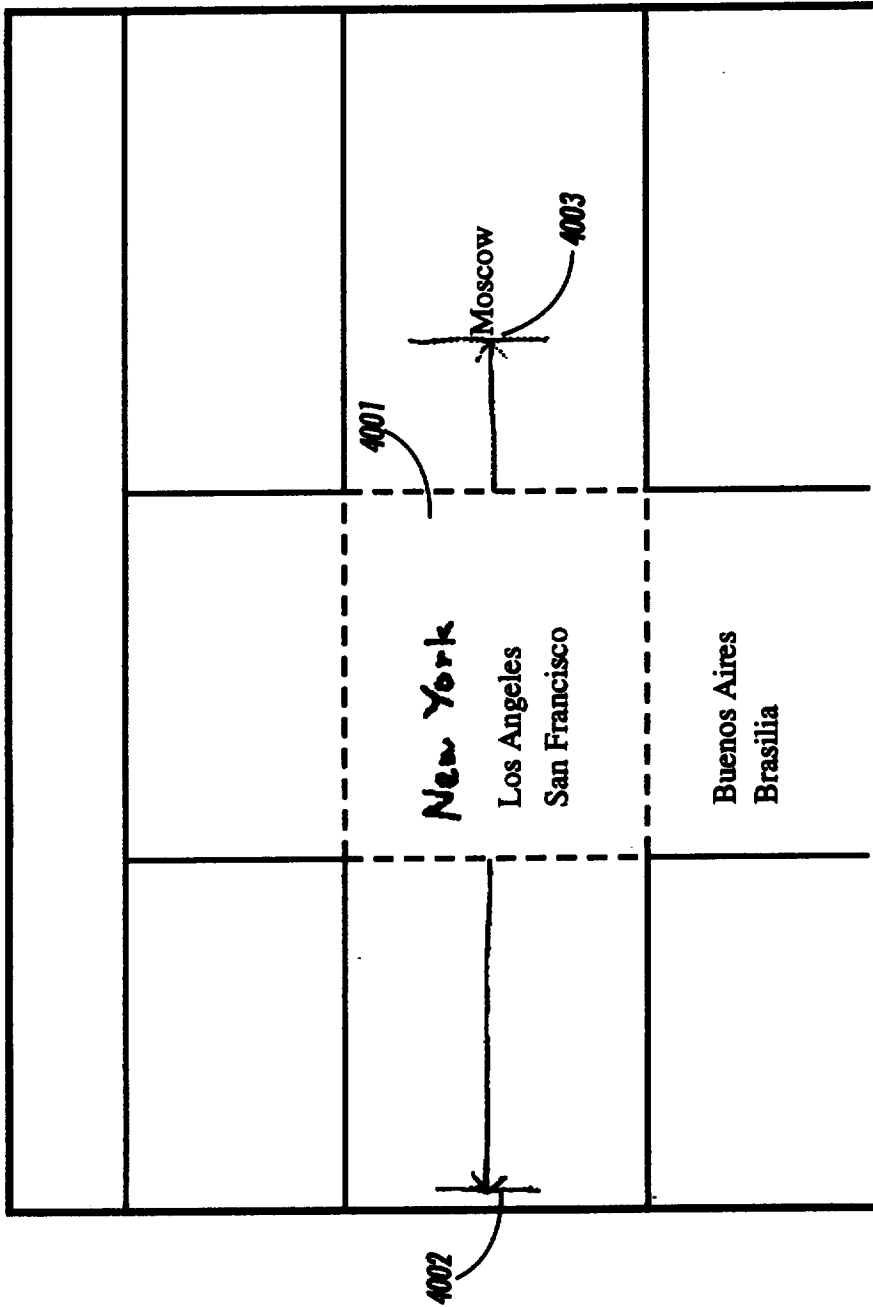 4001
New York
Los Angeles
San Francisco
Moscow
4003
4002
Buenos Aires
Brasilia